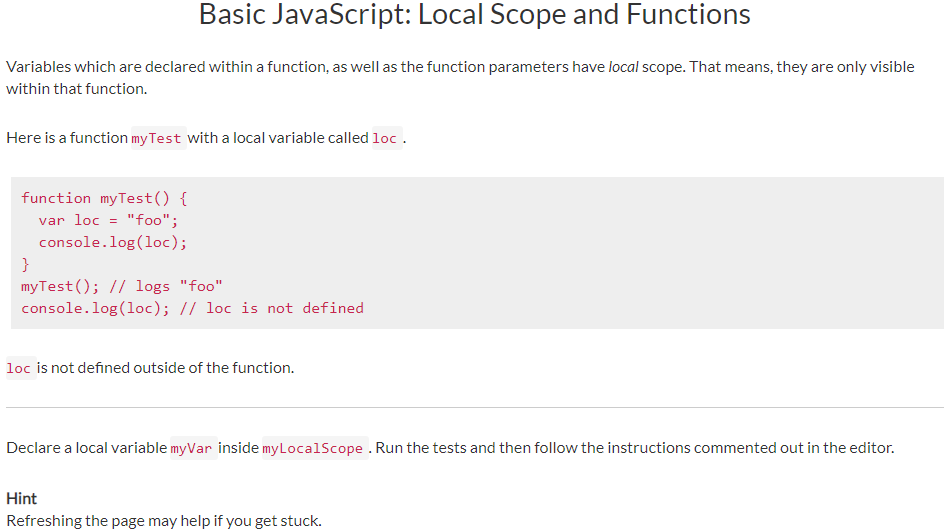 Basic JavaScript: Local Scope and Functions
Variables which are declared within a function, as well as the function parameters have local scope. That means, they are only visible
within that function.
Here is a function myTest with a local variable called loc .
function myTest() {
  var loc = "foo";
  console.log(loc);
}
myTest(); // logs "foo"
console.log(loc); // loc is not defined
loc is not defined outside of the function.
Declare a local variable myVar inside myLocalScope . Run the tests and then follow the instructions commented out in the editor.
Hint
Refreshing the page may help if you get stuck.